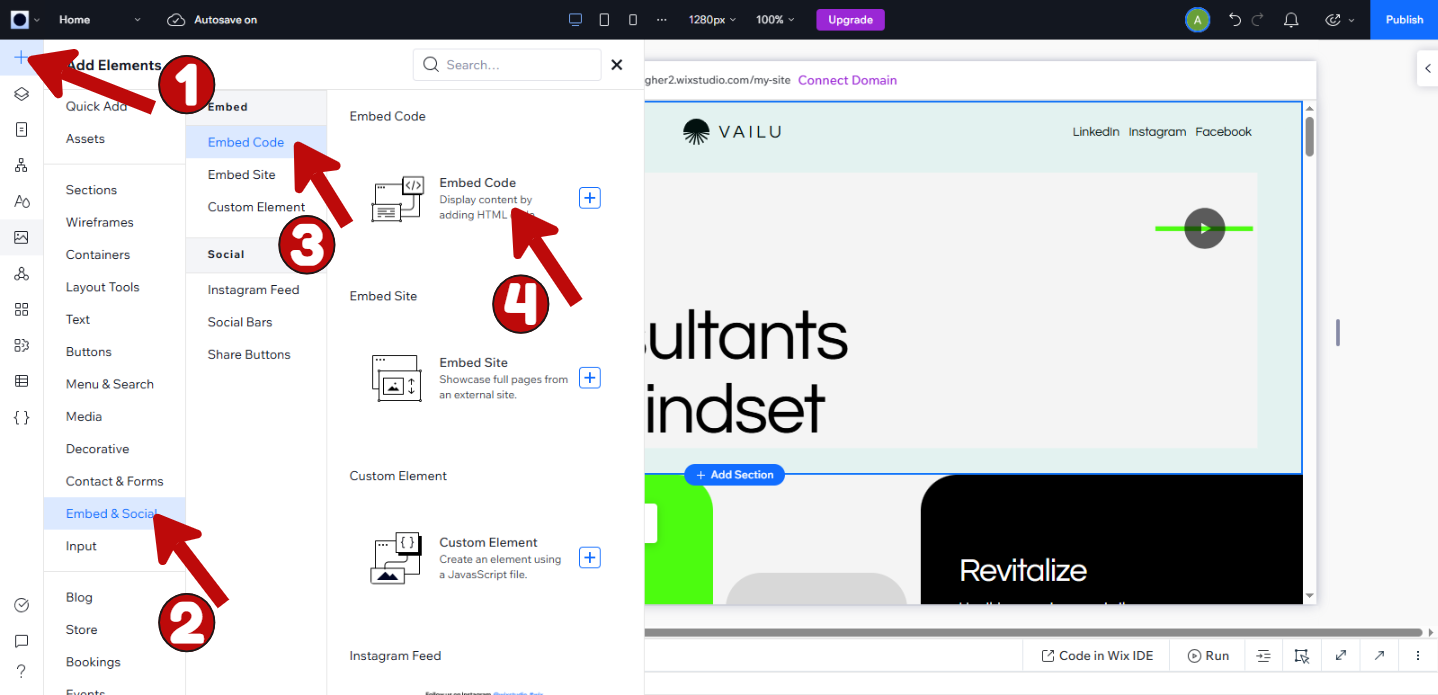 Home
Autosave on
1280px
100%
Upgrade
A
Publish
Add Elements
Search...
1
Quick Add
Assets
Sections
Wireframes
Containers
Layout Tools
Text
Buttons
Menu & Search
Media
Decorative
Contact & Forms
Embed & Social
Input
2
Blog
Store
Bookings
Events
Embed
Embed Code
Embed Site
Custom Element
3
Social
Instagram Feed
Social Bars
Share Buttons
Embed Code
Embed Code
Display content by
adding HTML
4
Embed Site
Embed Site
Showcase full pages from
an external site.
Custom Element
{ }
Custom Element
Create an element using
a JavaScript file.
Instagram Feed
gher2.wixstudio.com/my-site Connect Domain
VAILU
LinkedIn Instagram Facebook
sultants
indset
+ Add Section
Revitalize
Code in Wix IDE
Run